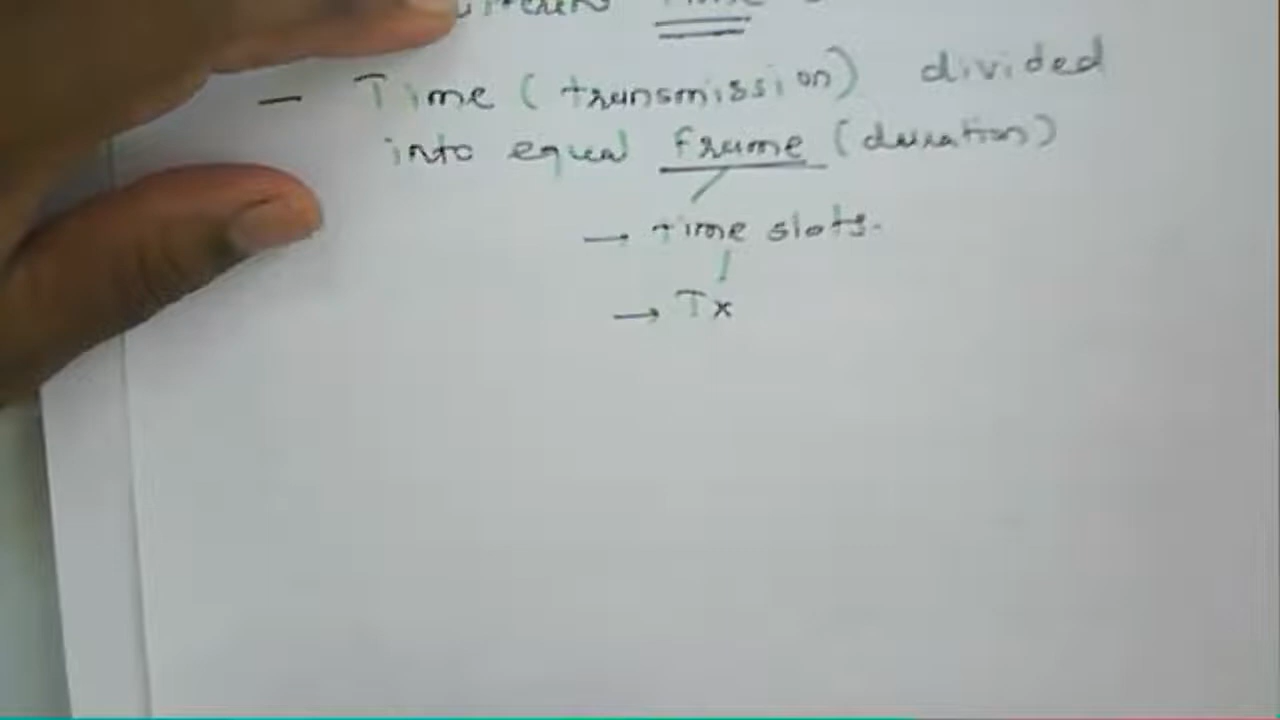 - Time (transmission) divided
into equal frame (duration)
→ time slots.
→ Tx